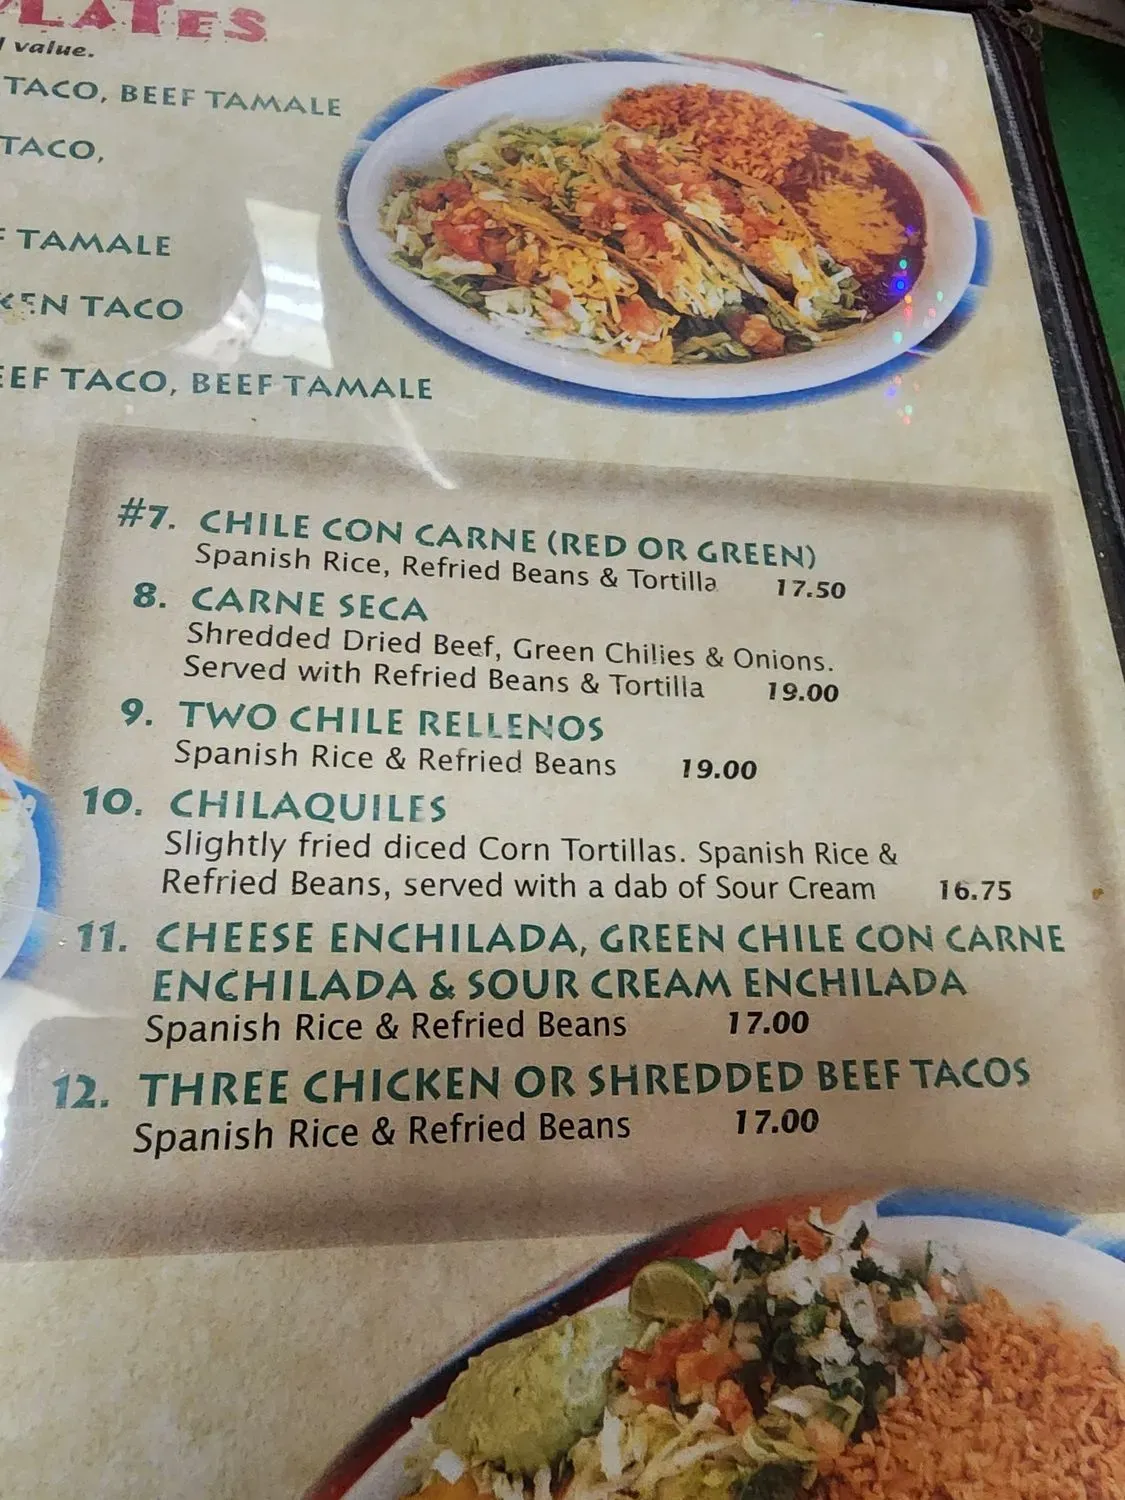 PLATES
value.
TACO, BEEF TAMALE
TACO,
TAMALE
TACO
BEEF TACO, BEEF TAMALE
#7. CHILE CON CARNE (RED OR GREEN)
Spanish Rice, Refried Beans & Tortilla 17.50
8. CARNE SECA
Shredded Dried Beef, Green Chilies & Onions.
Served with Refried Beans & Tortilla 19.00
9. TWO CHILE RELLENOS
Spanish Rice & Refried Beans 19.00
10. CHILAQUILES
Slightly fried diced Corn Tortillas. Spanish Rice &
Refried Beans, served with a dab of Sour Cream 16.75
11. CHEESE ENCHILADA, GREEN CHILE CON CARNE
ENCHILADA & SOUR CREAM ENCHILADA
Spanish Rice & Refried Beans 17.00
12. THREE CHICKEN OR SHREDDED BEEF TACOS
Spanish Rice & Refried Beans 17.00